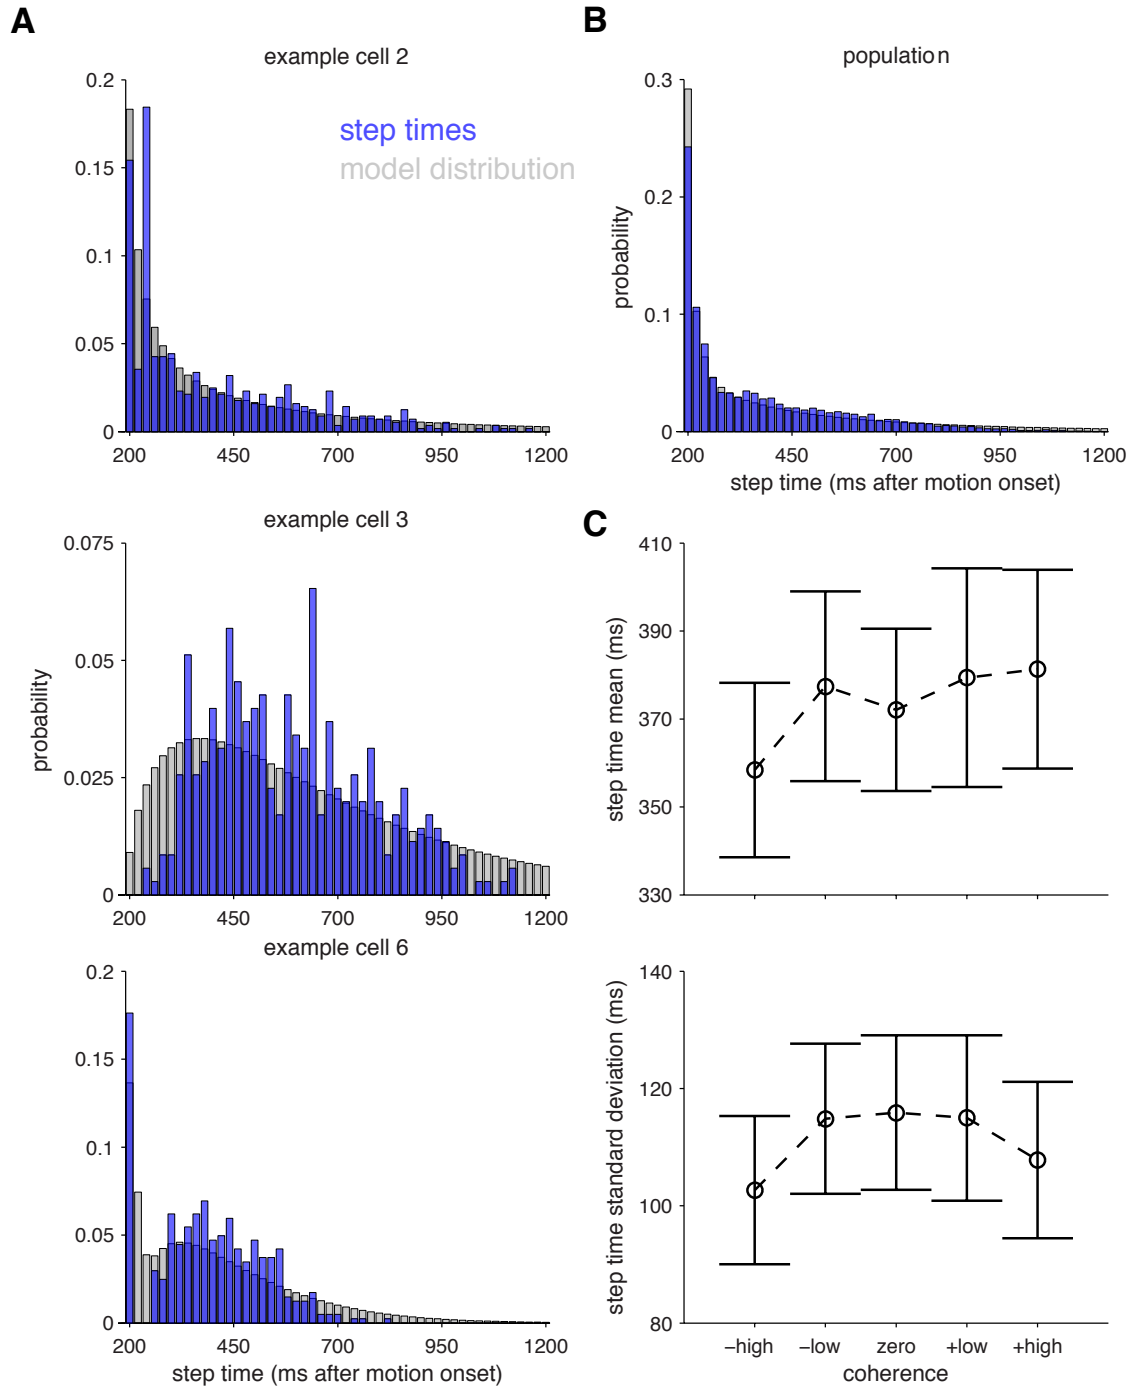 A
example cell 2
0.2
0.15
0.1
0.05
0
step times
model distribution
200 450 700 950 1200
example cell 3
0.075
0.05
0.025
0
probability
200 450 700 950 1200
example cell 6
0.2
0.15
0.1
0.05
0
200 450 700 950 1200
step time (ms after motion onset)
B
population
0.3
0.2
0.1
0
probability
200 450 700 950 1200
step time (ms after motion onset)
C
410
390
370
350
330
step time mean (ms)
140
120
100
80
step time standard deviation (ms)
–high –low zero +low +high
coherence